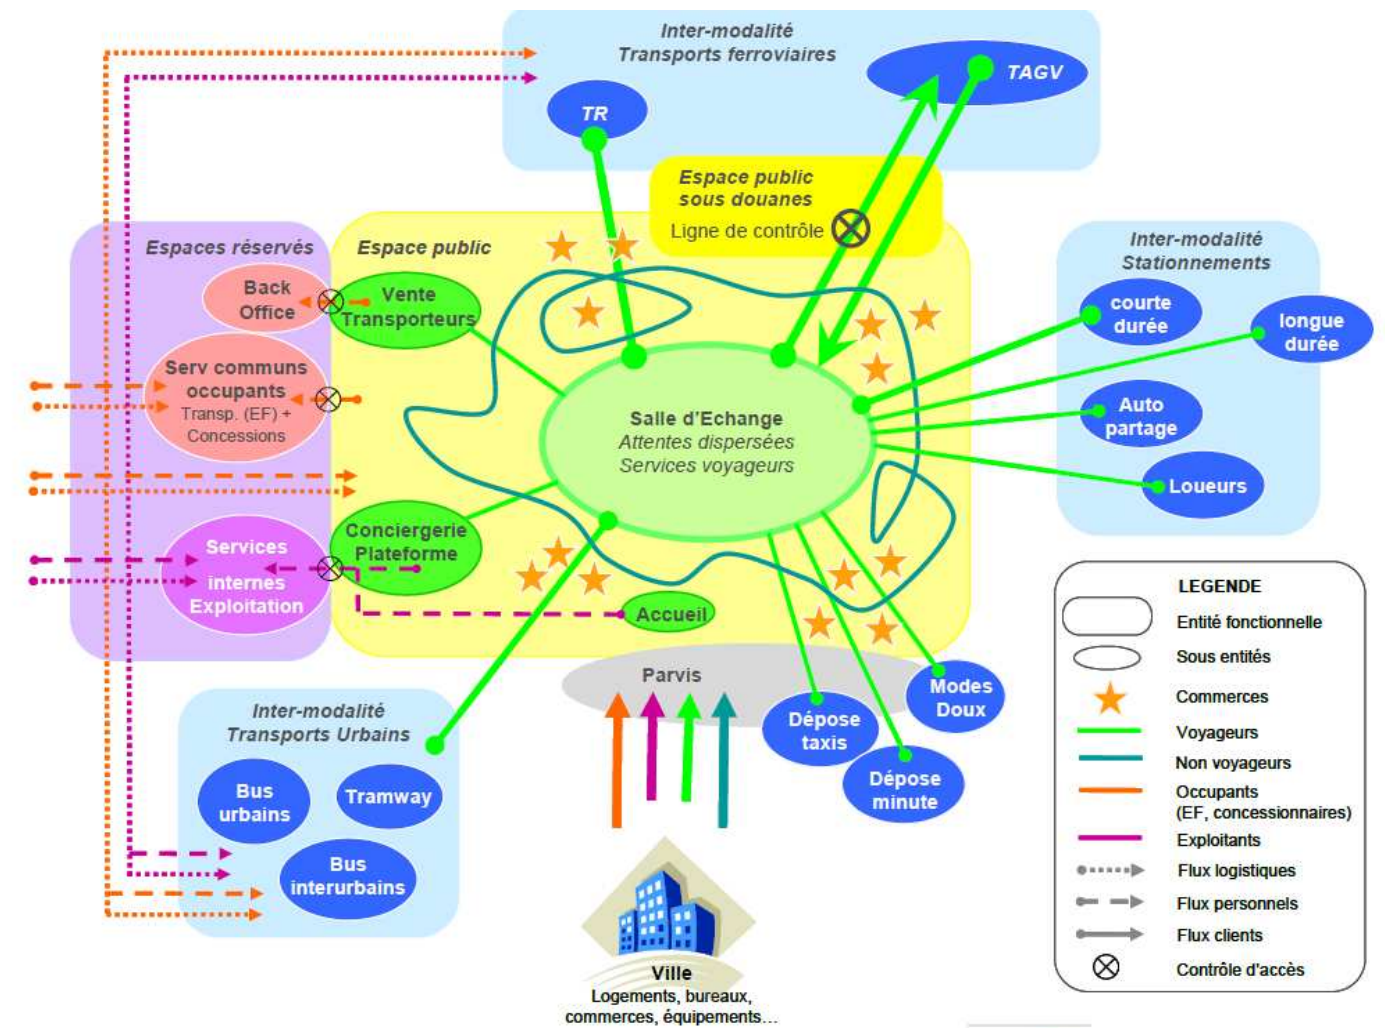 Inter-modalité
Transports ferroviaires
TAGV
TR
Espace public
sous douanes
Ligne de contrôle
Espaces réservés
Espace public
Inter-modalité
Stationnements
Back
Office
Vente
Transporteurs
courte
durée
longue
durée
Serv communs
occupants
Transp. (EF) +
Concessions
Salle d'Echange
Attentes dispersées
Services voyageurs
Auto
partage
Loueurs
Conciergerie
Plateforme
Services
internes
Exploitation
Accueil
Parvis
Modes
Doux
Dépose
taxis
Dépose
minute
Inter-modalité
Transports Urbains
Bus
urbains
Tramway
Bus
interurbains
Ville
Logements, bureaux,
commerces, équipements...
LEGENDE
Entité fonctionnelle
Sous entités
Commerces
Voyageurs
Non voyageurs
Occupants
(EF, concessionnaires)
Exploitants
Flux logistiques
Flux personnels
Flux clients
Contrôle d'accès